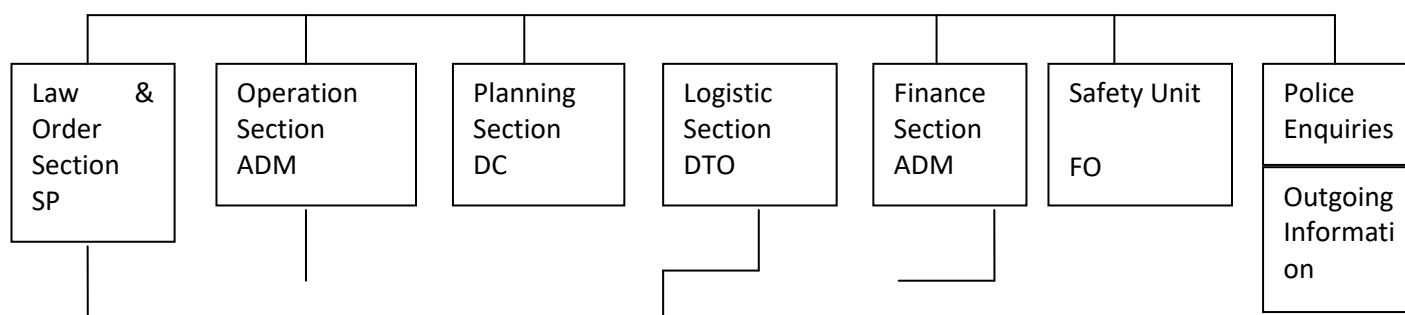 Law &
Order
Section
SP
Operation
Section
ADM
Planning
Section
DC
Logistic
Section
DTO
Finance
Section
ADM
Safety Unit
FO
Police
Enquiries
Outgoing
Informati
on